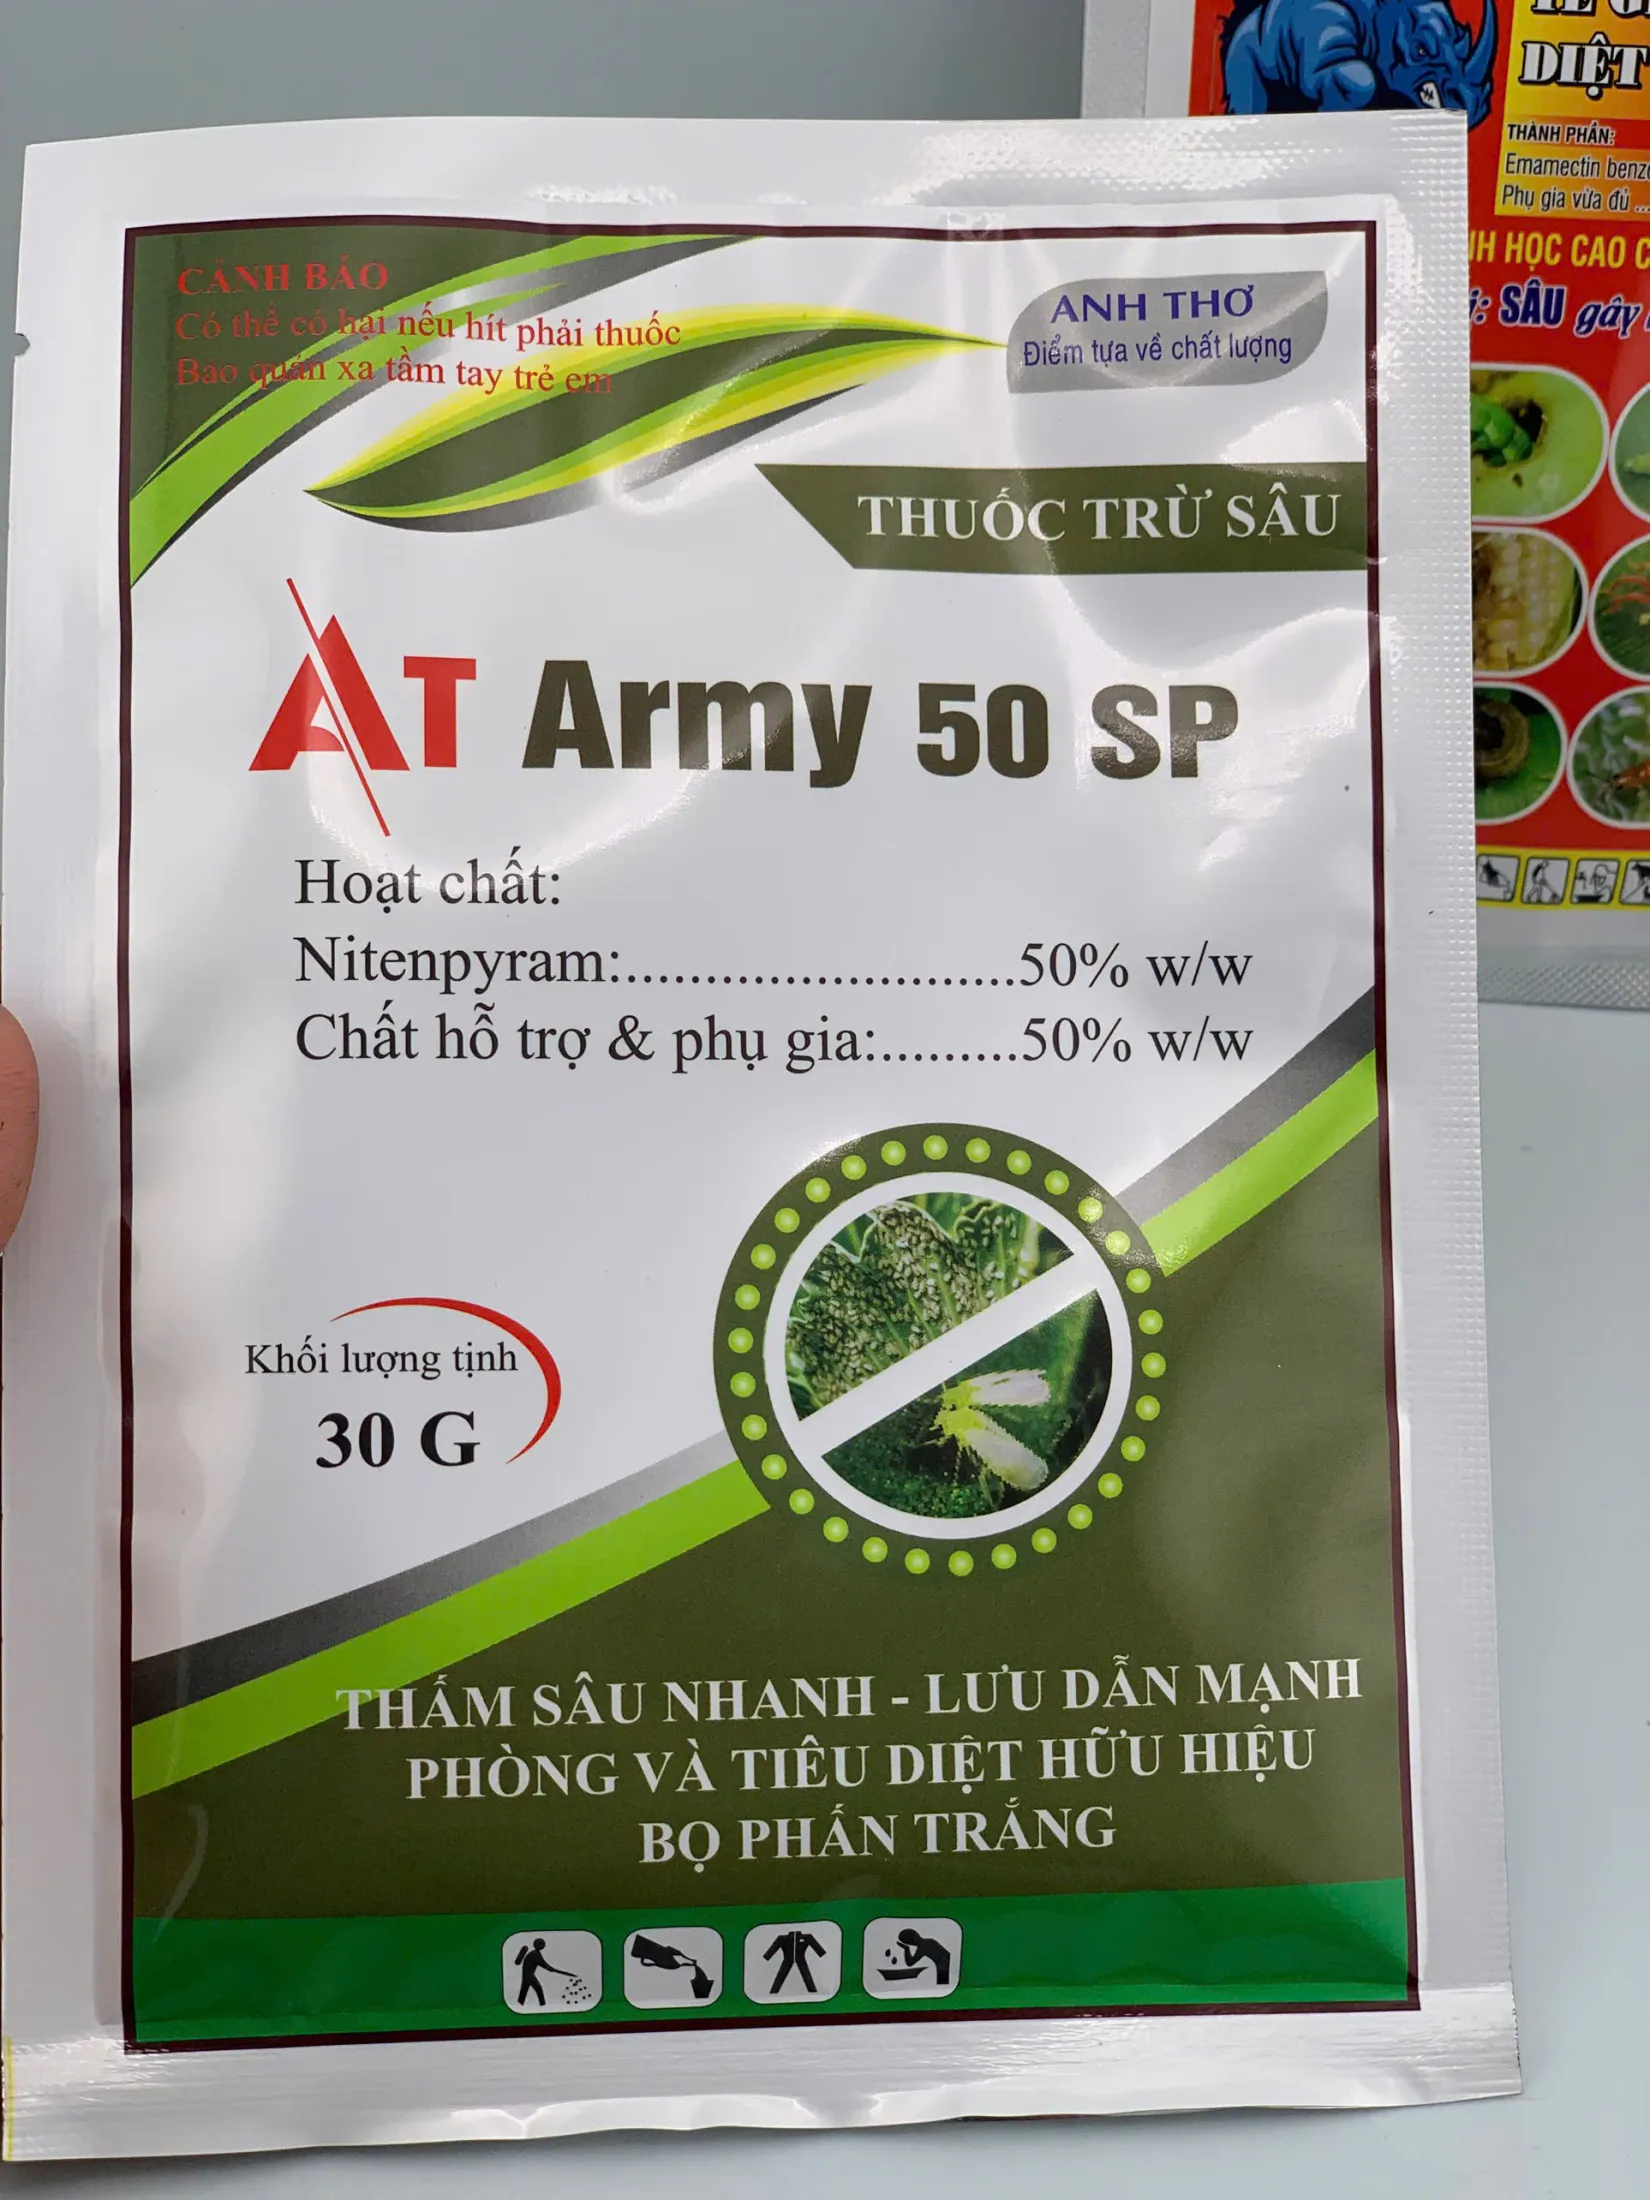 CẢNH BÁO
Có thể có hại nếu hít phải thuốc
Bảo quản xa tầm tay trẻ em
ANH THƠ
Điểm tựa về chất lượng
THUỐC TRỪ SÂU
AT Army 50 SP
Hoạt chất:
Nitenpyram:.........................50% w/w
Chất hỗ trợ & phụ gia:.........50% w/w
Khối lượng tịnh
30 G
THẤM SÂU NHANH - LƯU DẪN MẠNH
PHÒNG VÀ TIÊU DIỆT HỮU HIỆU
BỌ PHẤN TRẮNG
DIỆT
THÀNH PHẦN:
Emamectin
Phụ gia vừa đủ ...
HỌC CAO
SÂU gây